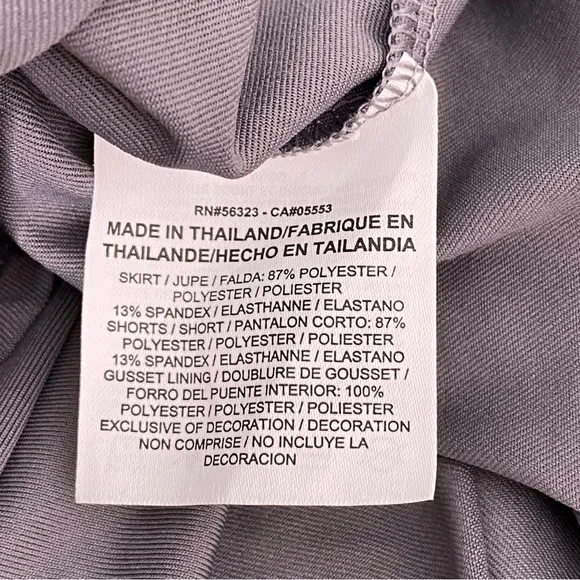 RN#56323 - CA#05553
MADE IN THAILAND/FABRIQUE EN
THAILANDE/HECHO EN TAILANDIA
SKIRT / JUPE / FALDA: 87% POLYESTER /
POLYESTER / POLIESTER
13% SPANDEX / ELASTHANNE / ELASTANO
SHORTS / SHORT / PANTALON CORTO: 87%
POLYESTER / POLYESTER / POLIESTER
13% SPANDEX / ELASTHANNE / ELASTANO
GUSSET LINING / DOUBLURE DE GOUSSET /
FORRO DEL PUENTE INTERIOR: 100%
POLYESTER / POLYESTER / POLIESTER
EXCLUSIVE OF DECORATION / DECORATION
NON COMPRISE / NO INCLUYE LA
DECORACION